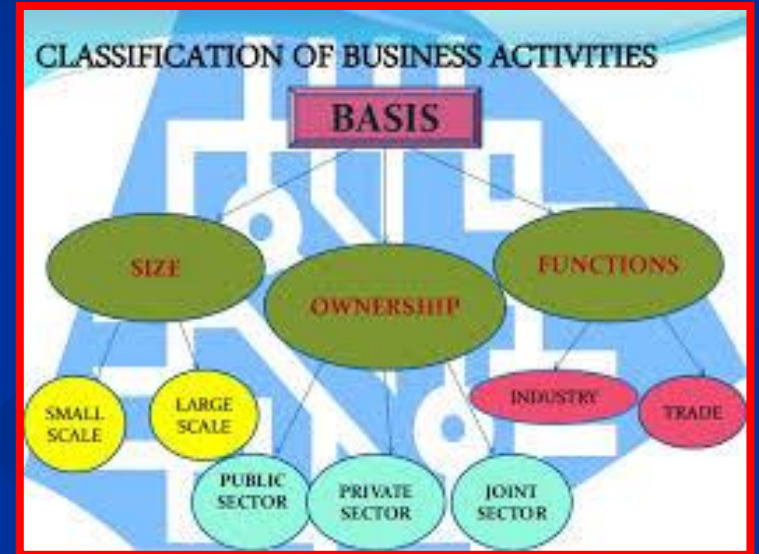 CLASSIFICATION OF BUSINESS ACTIVITIES
BASIS
SIZE
OWNERSHIP
FUNCTIONS
SMALL
SCALE
LARGE
SCALE
PUBLIC
SECTOR
PRIVATE
SECTOR
JOINT
SECTOR
INDUSTRY
TRADE